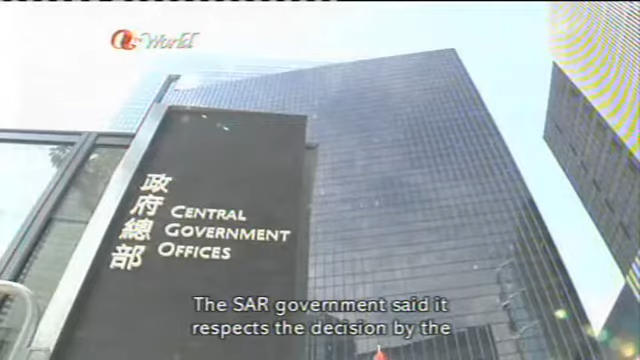 World
政府總部
CENTRAL
GOVERNMENT
OFFICES
The SAR government said it
respects the decision by the